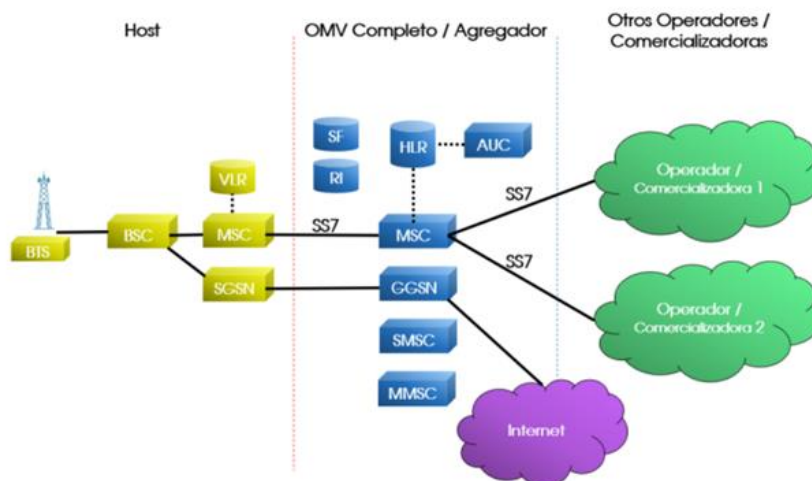 Host
OMV Completo / Agregador
Otros Operadores /
Comercializadoras
SF
RI
HLR
AUC
VLR
BTS
BSC
MSC
SS7
MSC
SS7
SS7
Operador /
Comercializadora 1
SGSN
GGSN
SMSC
MMSC
Operador /
Comercializadora 2
Internet